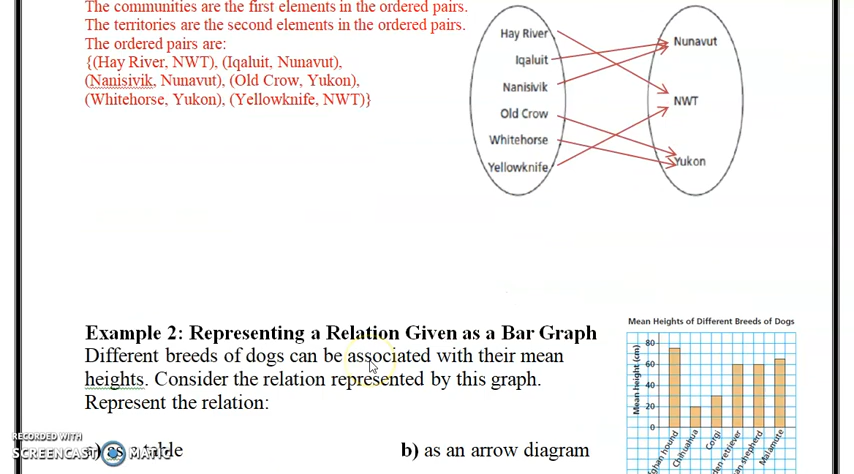 The communities are the first elements in the ordered pairs.
The territories are the second elements in the ordered pairs.
The ordered pairs are:
{(Hay River, NWT), (Iqaluit, Nunavut),
(Nanisivik, Nunavut), (Old Crow, Yukon),
(Whitehorse, Yukon), (Yellowknife, NWT)}
Hay River
Iqaluit
Nanisivik
Old Crow
Whitehorse
Yellowknife
Nunavut
NWT
Yukon
Example 2: Representing a Relation Given as a Bar Graph
Different breeds of dogs can be associated with their mean
heights. Consider the relation represented by this graph.
Represent the relation:
a) as a table
b) as an arrow diagram
Mean Heights of Different Breeds of Dogs
Mean height (cm)
80
60
40
20
0
hound
Chihuahua
Corgi
retriever
shepherd
Malamute
RECORDED WITH
SCREENCAST MATIC